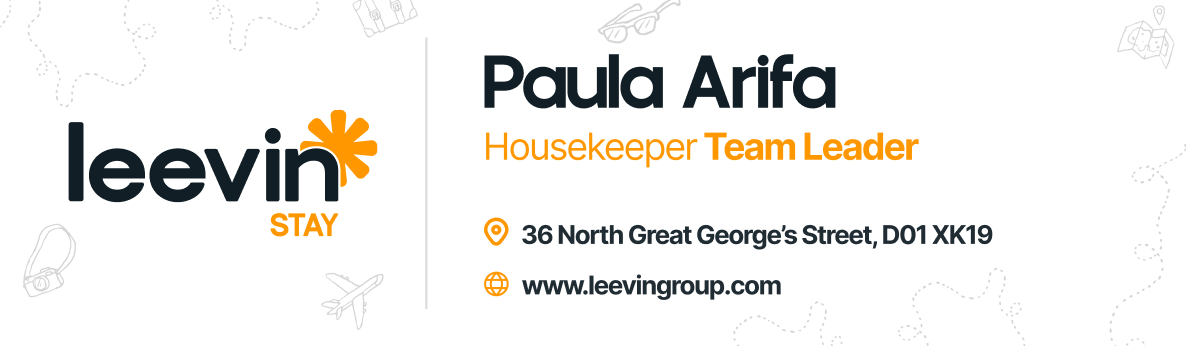 leevin
STAY
Paula Arifa
Housekeeper Team Leader
36 North Great George’s Street, D01 XK19
www.leevingroup.com